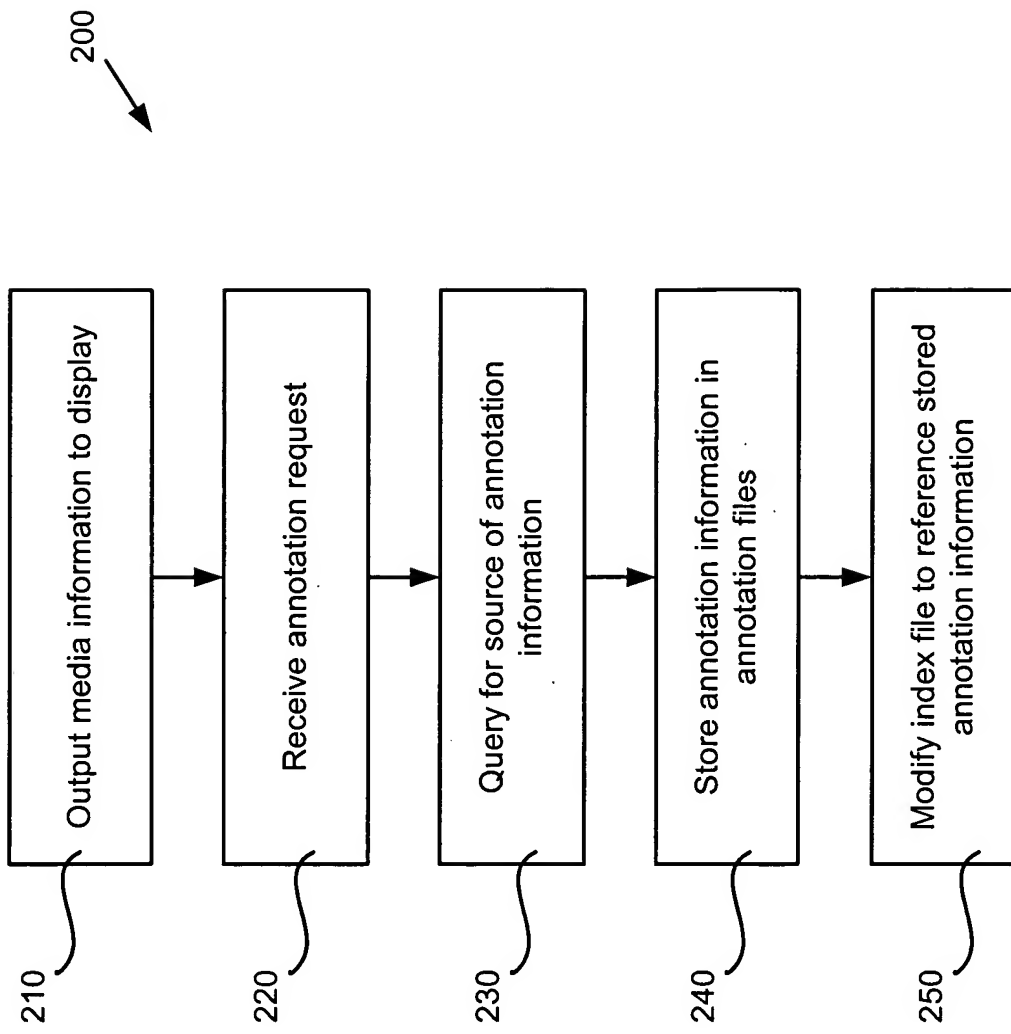 200
210
Output media information to display
220
Receive annotation request
230
Query for source of annotation
information
240
Store annotation information in
annotation files
250
Modify index file to reference stored
annotation information